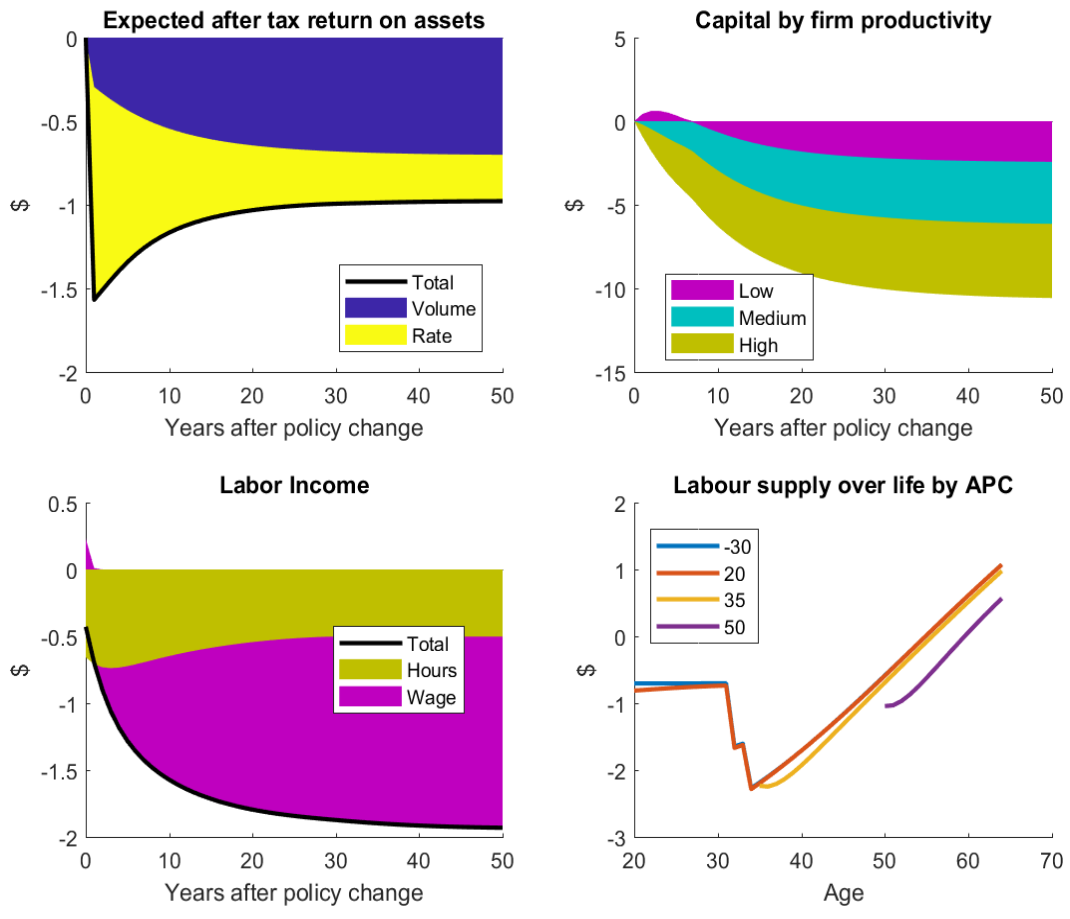 Expected after tax return on assets
0
-0.5
-1
-1.5
-2
$
Total
Volume
Rate
0 10 20 30 40 50
Years after policy change
Capital by firm productivity
5
0
-5
-10
-15
$
Low
Medium
High
0 10 20 30 40 50
Years after policy change
Labor Income
0.5
0
-0.5
-1
-1.5
-2
$
Total
Hours
Wage
0 10 20 30 40 50
Years after policy change
Labour supply over life by APC
2
1
0
-1
-2
-3
$
-30
20
35
50
20 30 40 50 60 70
Age